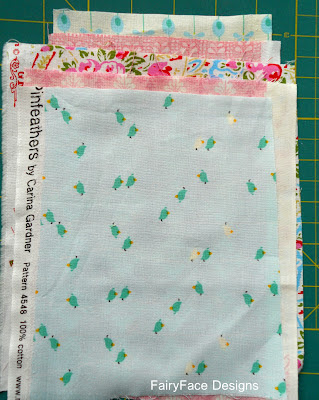 pinfeathers by Carina Gardner Pattern 4548 100% cotton
FairyFace Designs